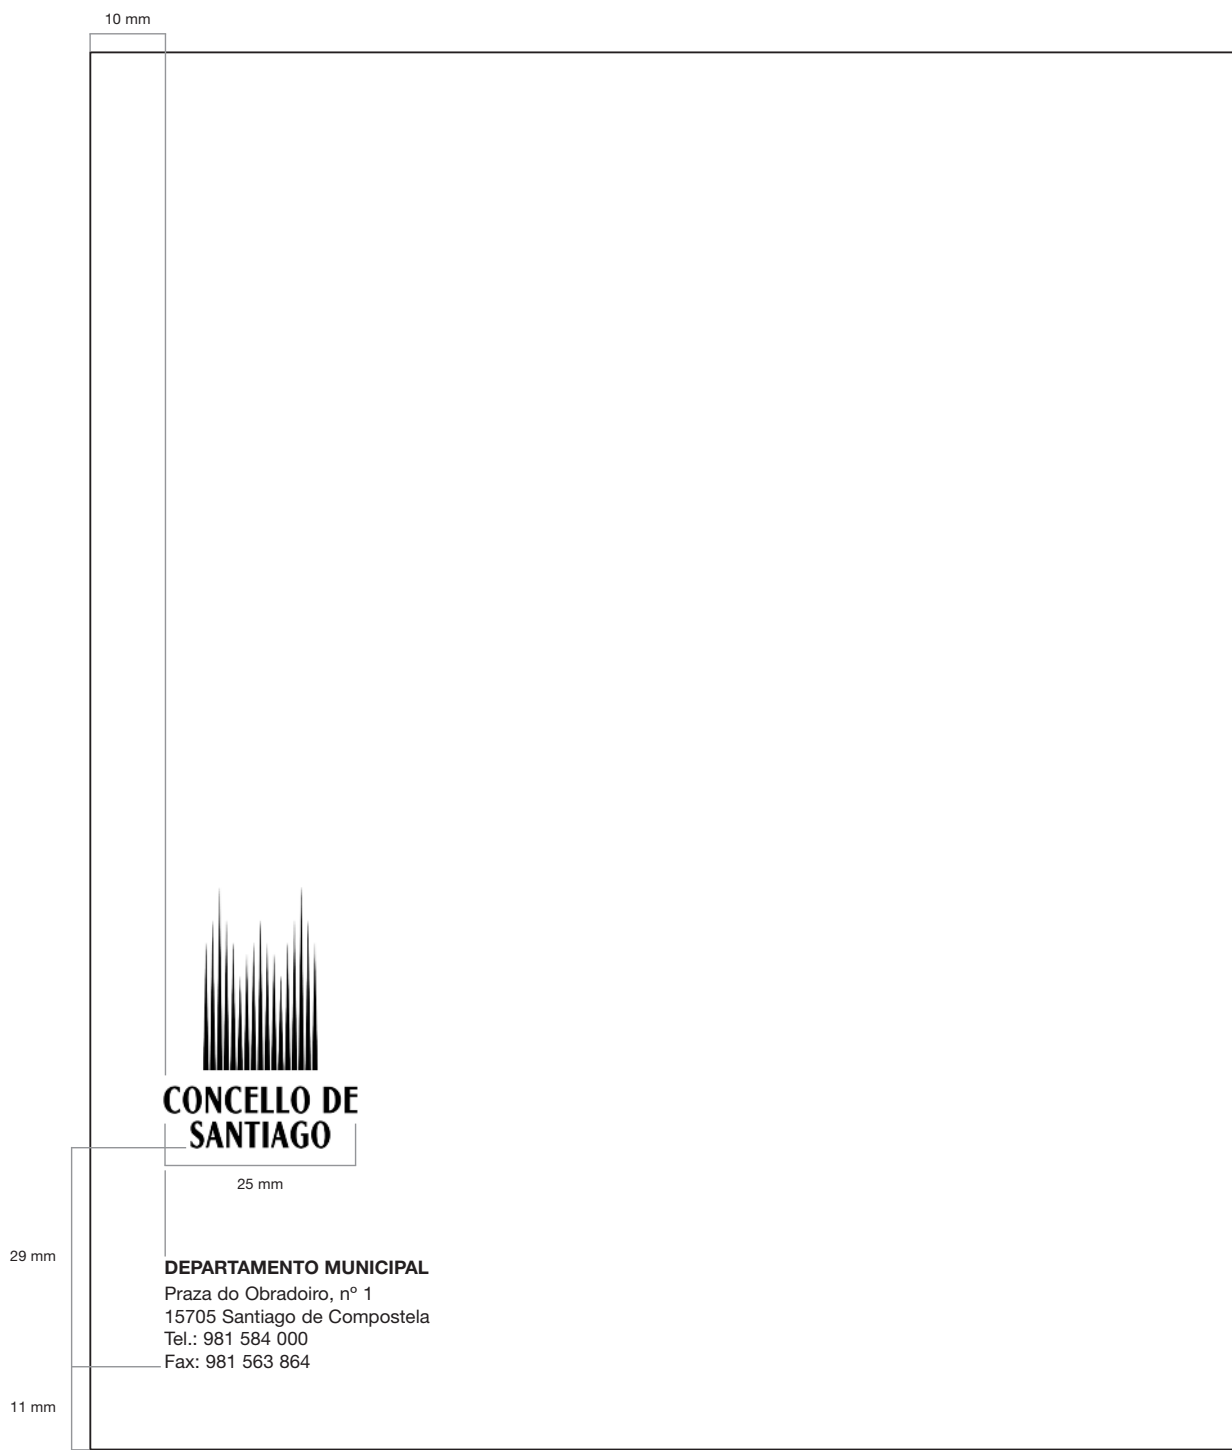 10 mm
CONCELLO DE
SANTIAGO
25 mm
29 mm
DEPARTAMENTO MUNICIPAL
Praza do Obradoiro, nº 1
15705 Santiago de Compostela
Tel.: 981 584 000
Fax: 981 563 864
11 mm